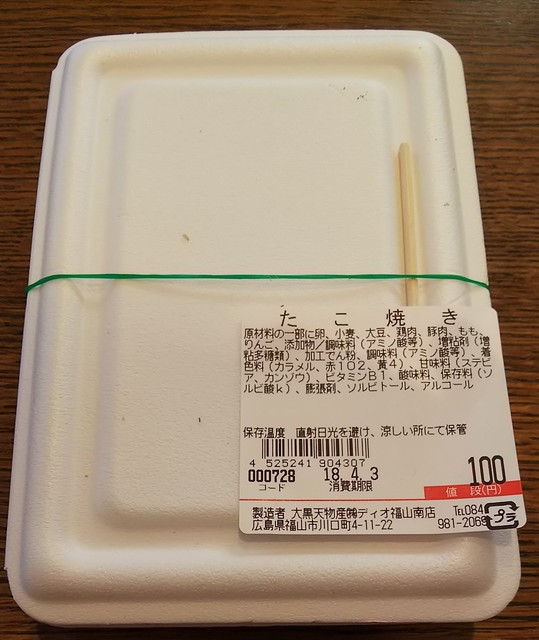 たこ焼き
原材料の一部に卵、小麦、大豆、鶏肉、豚肉、もも、
りんご、添加物／調味料（アミノ酸等）、増粘剤（増
粘多糖類）、加工でん粉、調味料（アミノ酸等）、着
色料（カラメル、赤102、黄4）、甘味料（ステビ
ア、カンゾウ）、ビタミンB1、酸味料、保存料（ソ
ルビ酸k）、膨張剤、ソルビトール、アルコール
保存温度　直射日光を避け、涼しい所にて保管
4 525241 904307
000728 18.4.3 100
コード 消費期限 値段(円)
製造者 大黒天物産㈱ディオ福山南店 TEL084
広島県福山市川口町4-11-22 981-2069
プラ